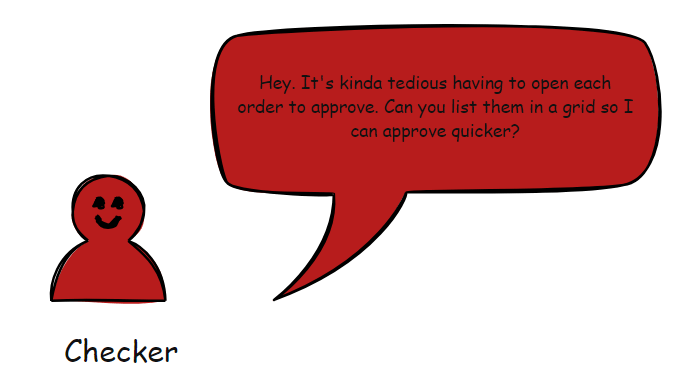 Hey. It's kinda tedious having to open each
order to approve. Can you list them in a grid so I
can approve quicker?
Checker